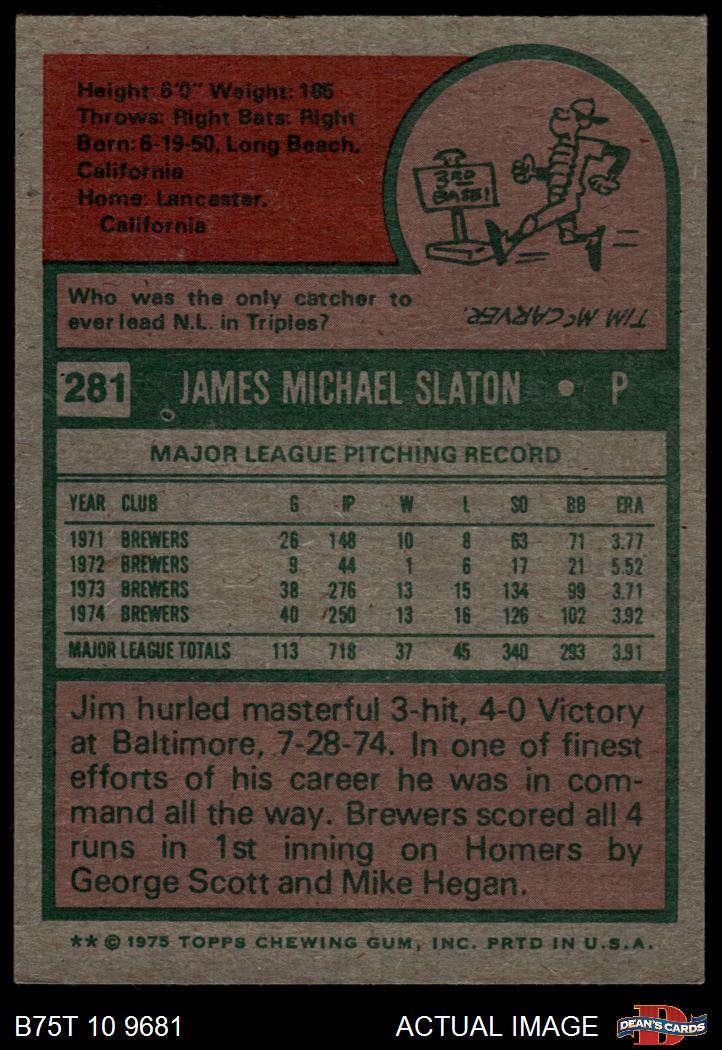 Height: 6'0" Weight: 185
Throws: Right Bats: Right
Born: 6-19-50, Long Beach,
California
Home: Lancaster,
California
3RD
BASE!
Who was the only catcher to
ever lead N.L. in Triples?
TIM McCARVER.
281 JAMES MICHAEL SLATON • P
MAJOR LEAGUE PITCHING RECORD
YEAR CLUB G IP W L SO BB ERA
1971 BREWERS 26 148 10 8 63 71 3.77
1972 BREWERS 9 44 1 6 17 21 5.52
1973 BREWERS 38 276 13 15 134 99 3.71
1974 BREWERS 40 250 13 16 126 102 3.92
MAJOR LEAGUE TOTALS 113 718 37 45 340 293 3.91
Jim hurled masterful 3-hit, 4-0 Victory
at Baltimore, 7-28-74. In one of finest
efforts of his career he was in com-
mand all the way. Brewers scored all 4
runs in 1st inning on Homers by
George Scott and Mike Hegan.
** © 1975 TOPPS CHEWING GUM, INC. PRTD IN U.S.A.
B75T 10 9681 ACTUAL IMAGE D DEAN'S CARDS